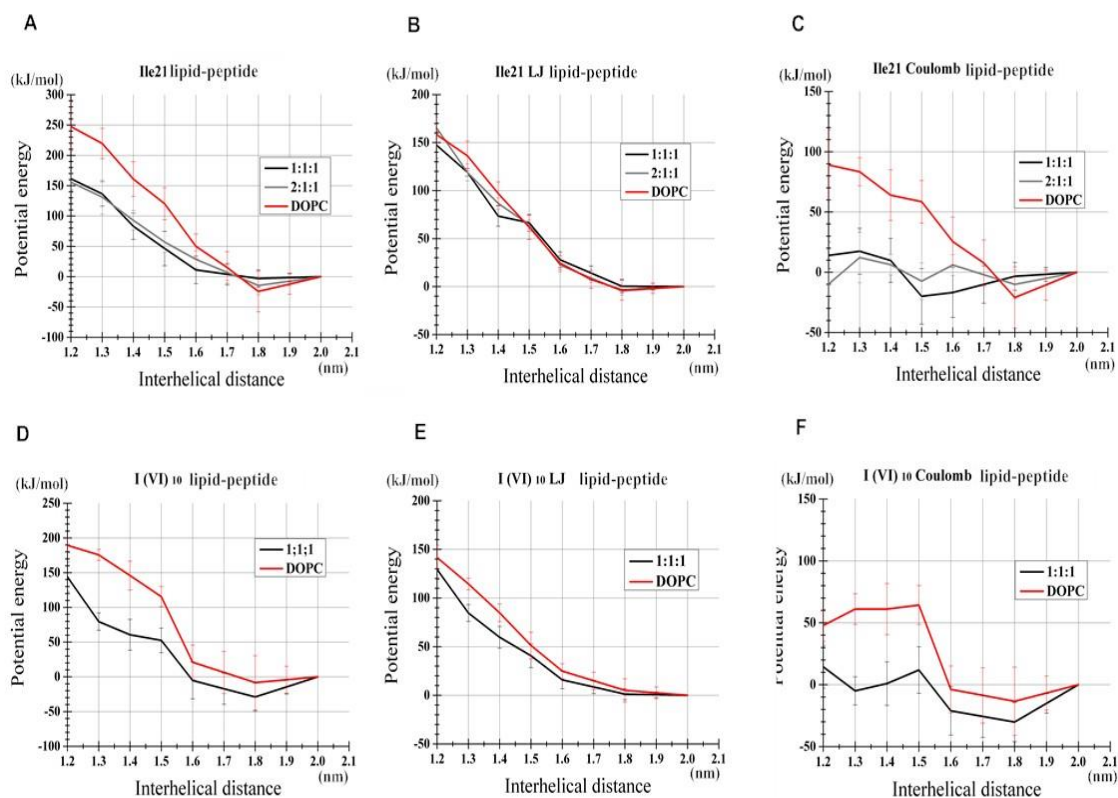 A
Ile21 lipid-peptide
(kJ/mol)
300
250
200
150
100
50
0
-50
-100
Potential energy
1:1:1
2:1:1
DOPC
1.2 1.3 1.4 1.5 1.6 1.7 1.8 1.9 2.0 2.1
Interhelical distance
(nm)
B
Ile21 LJ lipid-peptide
(kJ/mol)
200
150
100
50
0
-50
Potential energy
1:1:1
2:1:1
DOPC
1.2 1.3 1.4 1.5 1.6 1.7 1.8 1.9 2.0 2.1
Interhelical distance
(nm)
C
Ile21 Coulomb lipid-peptide
(kJ/mol)
150
100
50
0
-50
Potential energy
1:1:1
2:1:1
DOPC
1.2 1.3 1.4 1.5 1.6 1.7 1.8 1.9 2.0 2.1
Interhelical distance
(nm)
D
I (VI) 10 lipid-peptide
(kJ/mol)
250
200
150
100
50
0
-50
-100
Potential energy
1;1;1
DOPC
1.2 1.3 1.4 1.5 1.6 1.7 1.8 1.9 2.0 2.1
Interhelical distance
(nm)
E
I (VI) 10 LJ lipid-peptide
(kJ/mol)
200
150
100
50
0
-50
Potential energy
1:1:1
DOPC
1.2 1.3 1.4 1.5 1.6 1.7 1.8 1.9 2.0 2.1
Interhelical distance
(nm)
F
I (VI) 10 Coulomb lipid-peptide
(kJ/mol)
150
100
50
0
-50
Potential energy
1:1:1
DOPC
1.2 1.3 1.4 1.5 1.6 1.7 1.8 1.9 2.0 2.1
Interhelical distance
(nm)